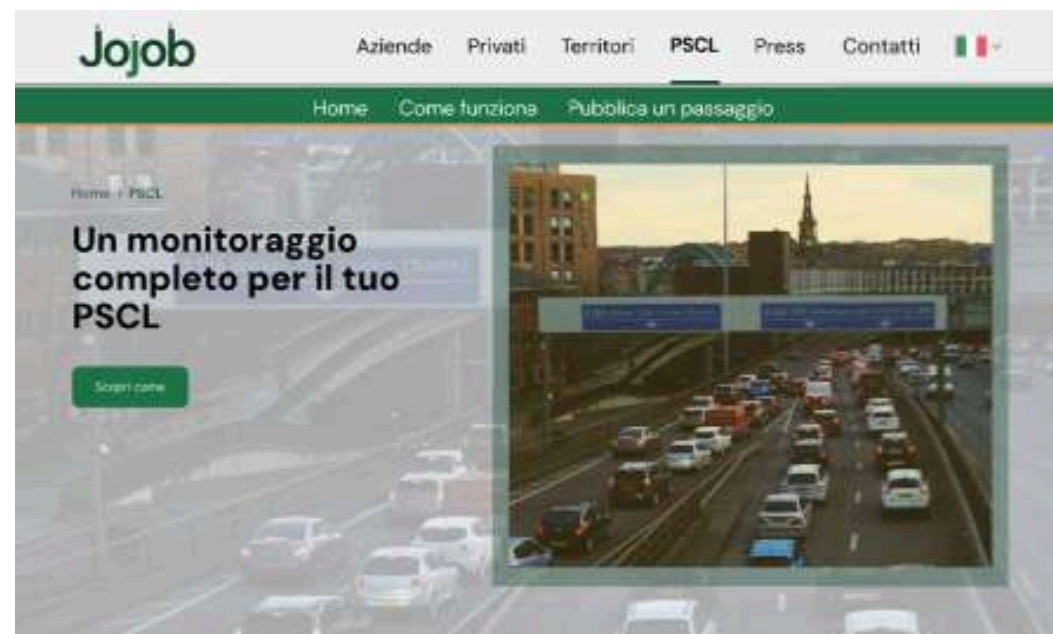 Jojob
Aziende Privati Territori PSCL Press Contatti
Home Come funziona Pubblica un passaggio
Home › PSCL
Un monitoraggio
completo per il tuo
PSCL
Scopri come